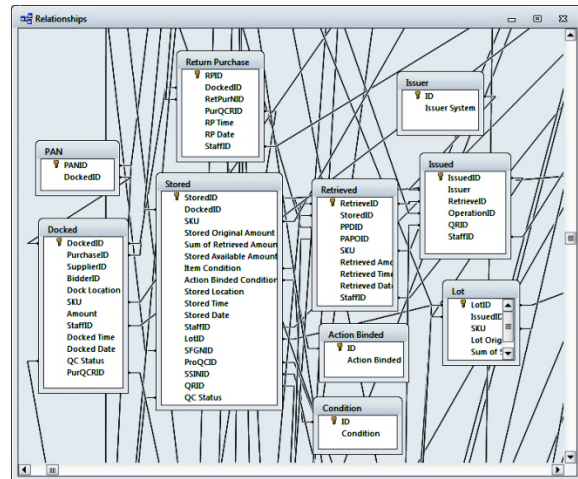 Relationships
Return Purchase
RPID
DockedID
RetPurNID
PurQCRID
RP Time
RP Date
StaffID
Issuer
ID
Issuer System
PAN
PANID
DockedID
Stored
StoredID
DockedID
SKU
Stored Original Amount
Sum of Retrieved Amoun
Stored Available Amount
Item Condition
Action Binded Condition
Stored Location
Stored Time
Stored Date
StaffID
LotID
SFGNID
ProQCID
SSINID
QRID
QC Status
Retrieved
RetrieveID
StoredID
PPDID
PAPOID
SKU
Retrieved Amo
Retrieved Time
Retrieved Date
StaffID
Issued
IssuedID
Issuer
RetrieveID
OperationID
QRID
StaffID
Docked
DockedID
PurchaseID
SupplierID
BidderID
Dock Location
SKU
Amount
StaffID
Docked Time
Docked Date
QC Status
PurQCRID
Lot
LotID
IssuedID
SKU
Lot Orig
Sum of S
Action Binded
ID
Action Binded
Condition
ID
Condition